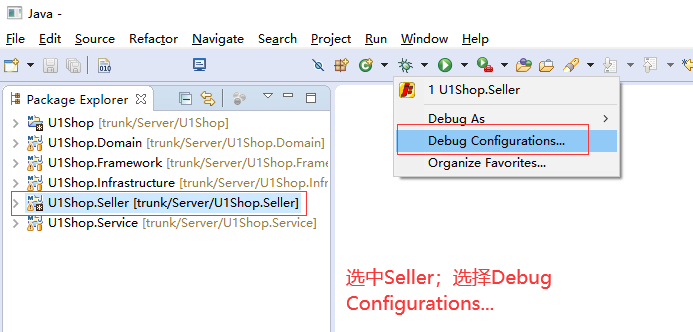 Java -
File Edit Source Refactor Navigate Search Project Run Window Help
Package Explorer
U1Shop [trunk/Server/U1Shop]
U1Shop.Domain [trunk/Server/U1Shop.Domain]
U1Shop.Framework [trunk/Server/U1Shop.Frame
U1Shop.Infrastructure [trunk/Server/U1Shop.Infr
U1Shop.Seller [trunk/Server/U1Shop.Seller]
U1Shop.Service [trunk/Server/U1Shop.Service]
1 U1Shop.Seller
Debug As
Debug Configurations...
Organize Favorites...
选中Seller；选择Debug
Configurations...